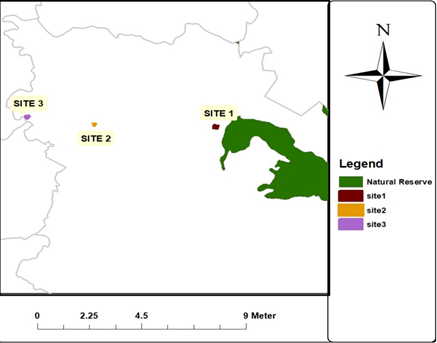 N
SITE 3
SITE 2
SITE 1
Legend
Natural Reserve
site1
site2
site3
0 2.25 4.5 9 Meter